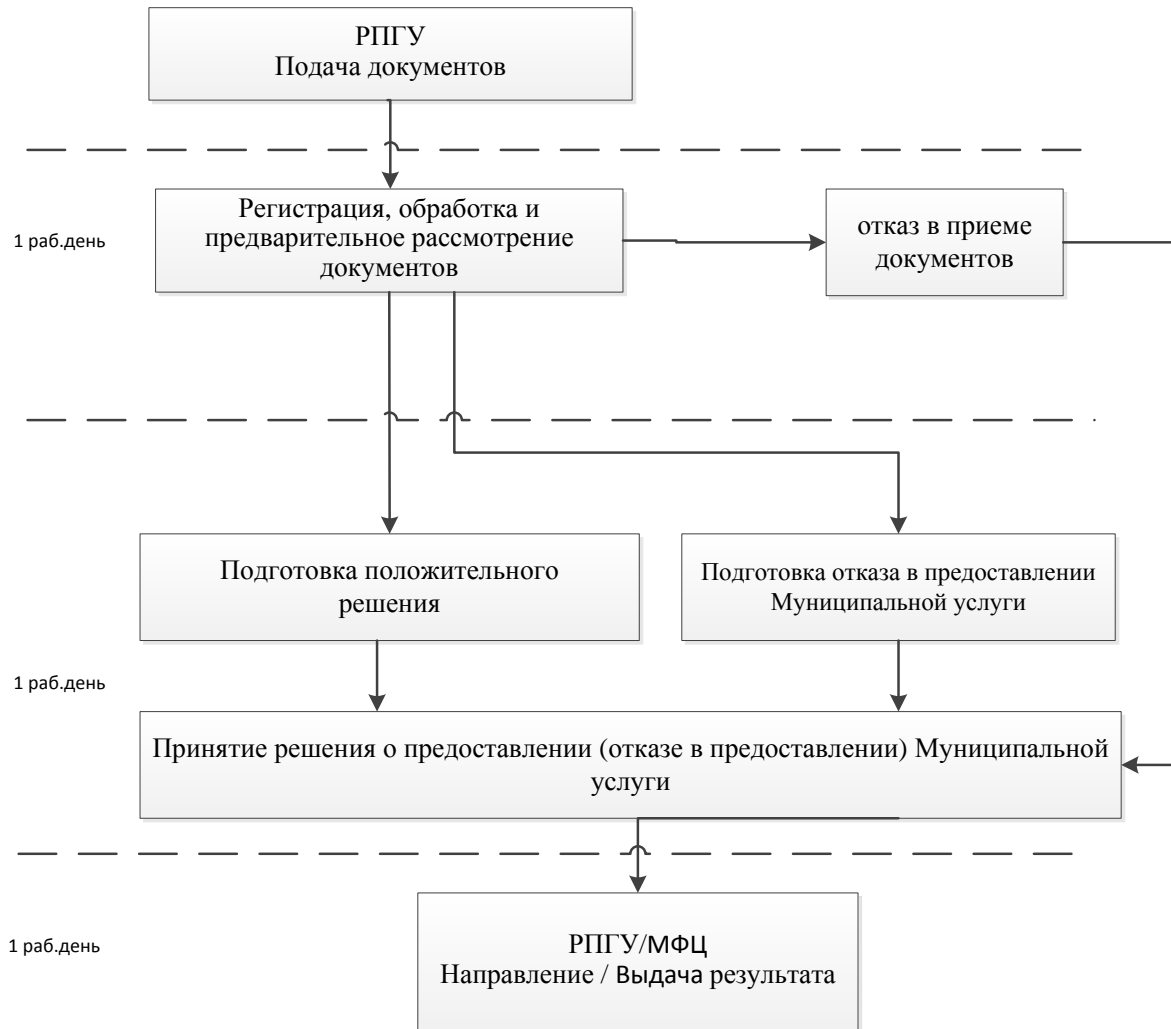 РПГУ
Подача документов
1 раб.день
Регистрация, обработка и
предварительное рассмотрение
документов
отказ в приеме
документов
Подготовка положительного
решения
Подготовка отказа в предоставлении
Муниципальной услуги
1 раб.день
Принятие решения о предоставлении (отказе в предоставлении) Муниципальной
услуги
1 раб.день
РПГУ/МФЦ
Направление / Выдача результата